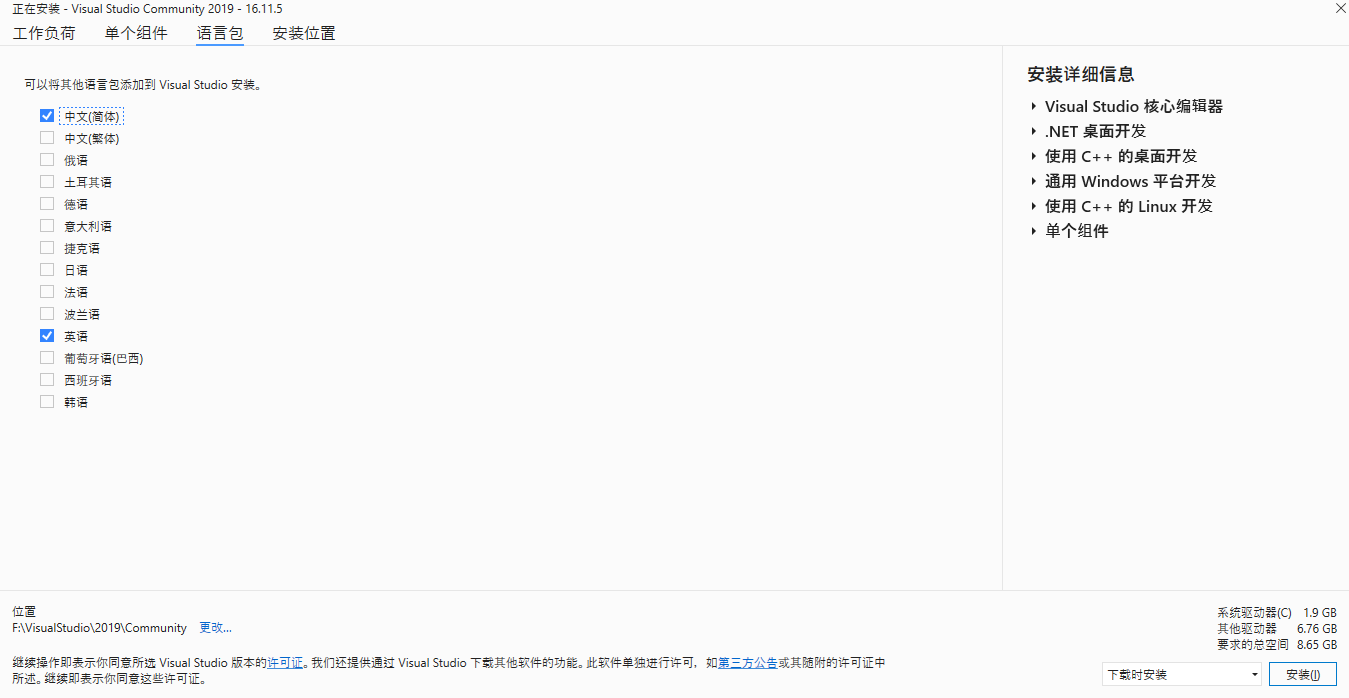 正在安装 - Visual Studio Community 2019 - 16.11.5
工作负荷 单个组件 语言包 安装位置
可以将其他语言包添加到 Visual Studio 安装。
中文(简体)
中文(繁体)
俄语
土耳其语
德语
意大利语
捷克语
日语
法语
波兰语
英语
葡萄牙语(巴西)
西班牙语
韩语
安装详细信息
Visual Studio 核心编辑器
.NET 桌面开发
使用 C++ 的桌面开发
通用 Windows 平台开发
使用 C++ 的 Linux 开发
单个组件
位置
F:\VisualStudio\2019\Community 更改...
继续操作即表示你同意所选 Visual Studio 版本的许可证。我们还提供通过 Visual Studio 下载其他软件的功能。此软件单独进行许可，如第三方公告或其随附的许可证中
所述。继续即表示你同意这些许可证。
系统驱动器(C) 1.9 GB
其他驱动器 6.76 GB
要求的总空间 8.65 GB
下载时安装 安装(I)